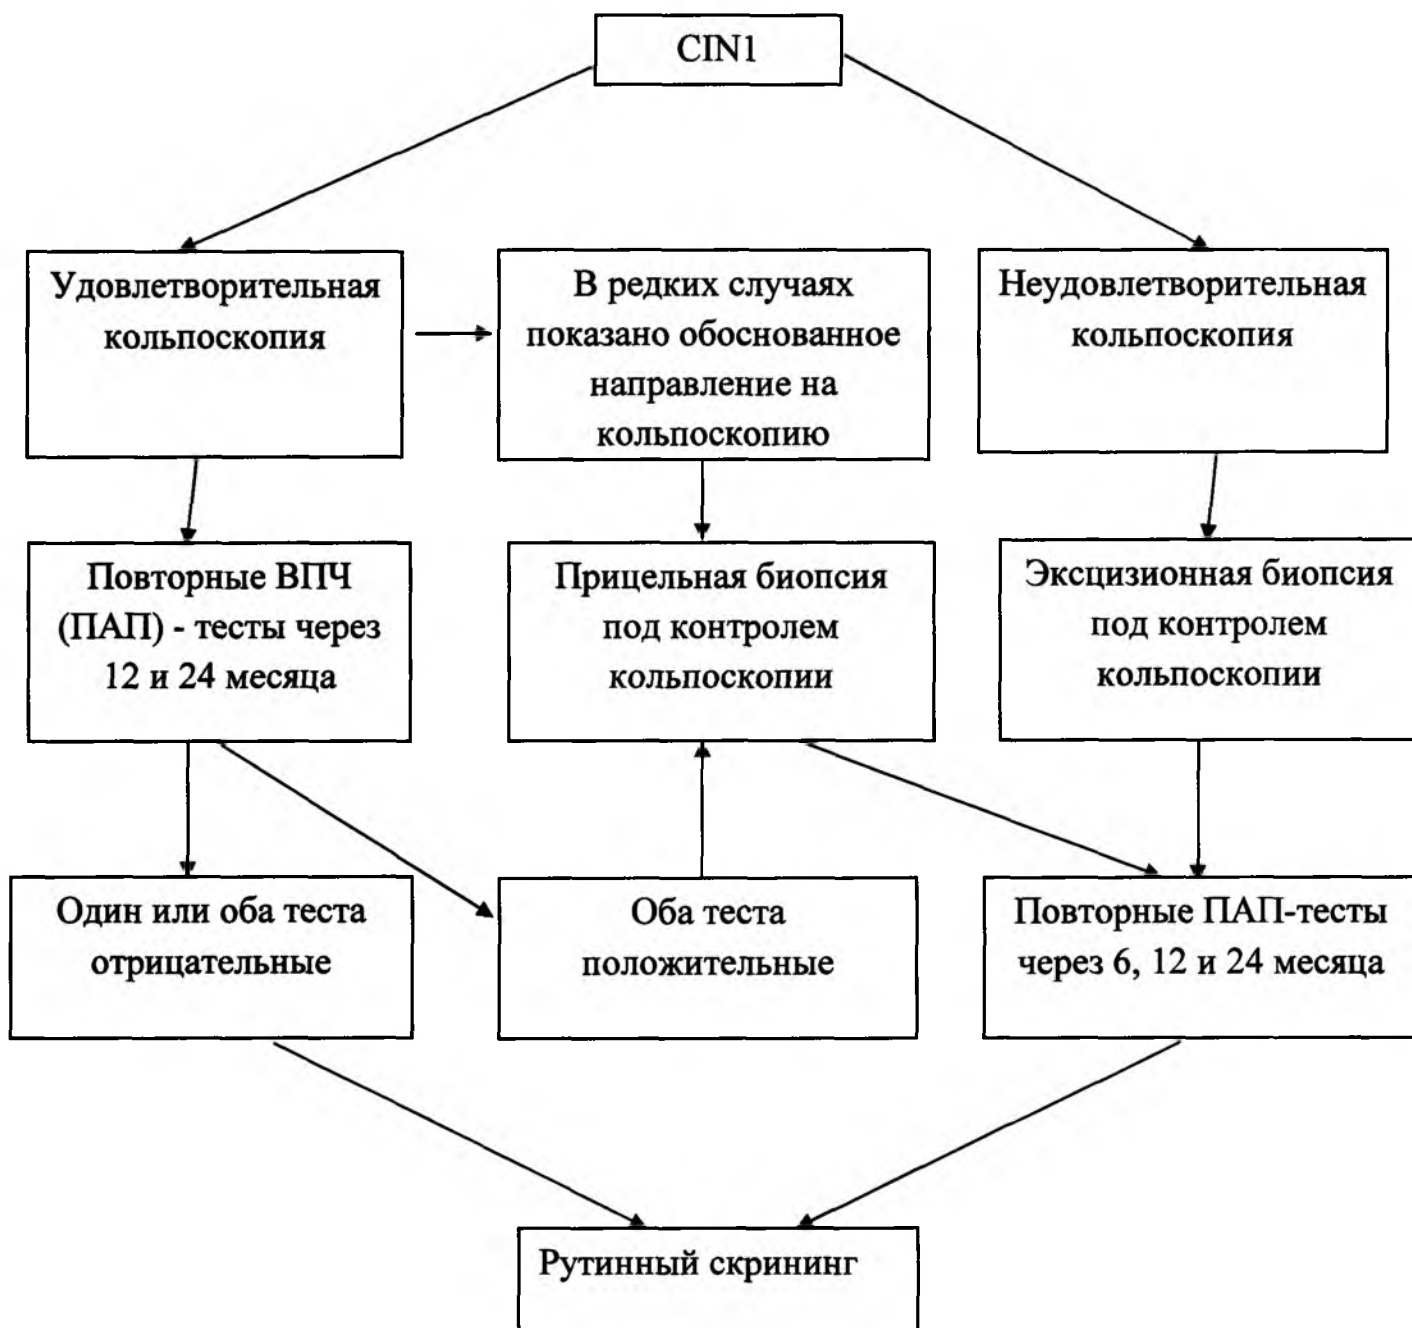 CIN1
Удовлетворительная
кольпоскопия
В редких случаях
показано обоснованное
направление на
кольпоскопию
Неудовлетворительная
кольпоскопия
Повторные ВПЧ
(ПАП) - тесты через
12 и 24 месяца
Прицельная биопсия
под контролем
кольпоскопии
Эксцизионная биопсия
под контролем
кольпоскопии
Один или оба теста
отрицательные
Оба теста
положительные
Повторные ПАП-тесты
через 6, 12 и 24 месяца
Рутинный скрининг